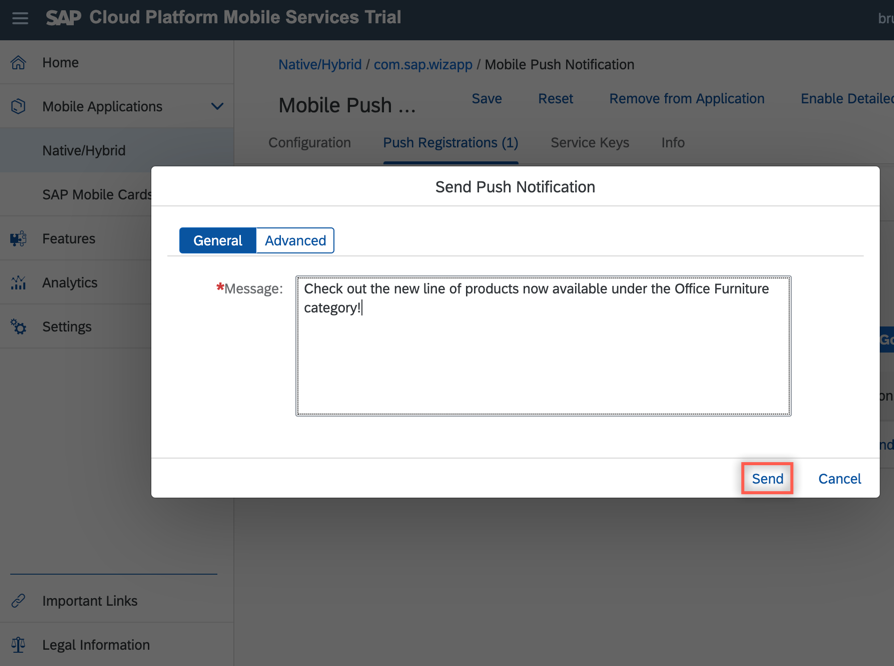 SAP Cloud Platform Mobile Services Trial
Home
Mobile Applications
Native/Hybrid
SAP Mobile Cards
Features
Analytics
Settings
Important Links
Legal Information
Native/Hybrid / com.sap.wizapp / Mobile Push Notification
Mobile Push ... Save Reset Remove from Application Enable Detailed
Configuration Push Registrations (1) Service Keys Info
Send Push Notification
General Advanced
*Message: Check out the new line of products now available under the Office Furniture
category!
Send Cancel